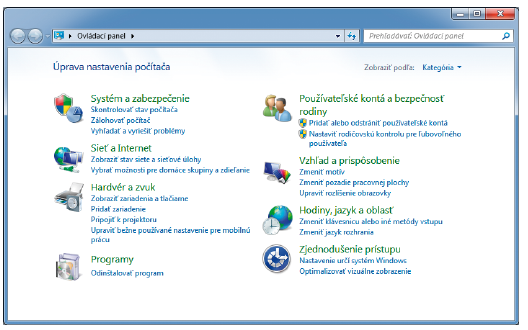 Ovládací panel
Prehľadávať: Ovládací panel
Úprava nastavenia počítača
Zobraziť podľa: Kategória
Systém a zabezpečenie
Skontrolovať stav počítača
Zálohovať počítač
Vyhľadať a vyriešiť problémy
Sieť a Internet
Zobraziť stav siete a sieťové úlohy
Vybrať možnosti pre domáce skupiny a zdieľanie
Hardvér a zvuk
Zobraziť zariadenia a tlačiarne
Pridať zariadenie
Pripojiť k projektoru
Upraviť bežne používané nastavenie pre mobilnú
prácu
Programy
Odinštalovať program
Používateľské kontá a bezpečnosť
rodiny
Pridať alebo odstrániť používateľské kontá
Nastaviť rodičovskú kontrolu pre ľubovoľného
používateľa
Vzhľad a prispôsobenie
Zmeniť motív
Zmeniť pozadie pracovnej plochy
Upraviť rozlíšenie obrazovky
Hodiny, jazyk a oblasť
Zmeniť klávesnicu alebo iné metódy vstupu
Zmeniť jazyk rozhrania
Zjednodušenie prístupu
Nastavenie určí systém Windows
Optimalizovať vizuálne zobrazenie